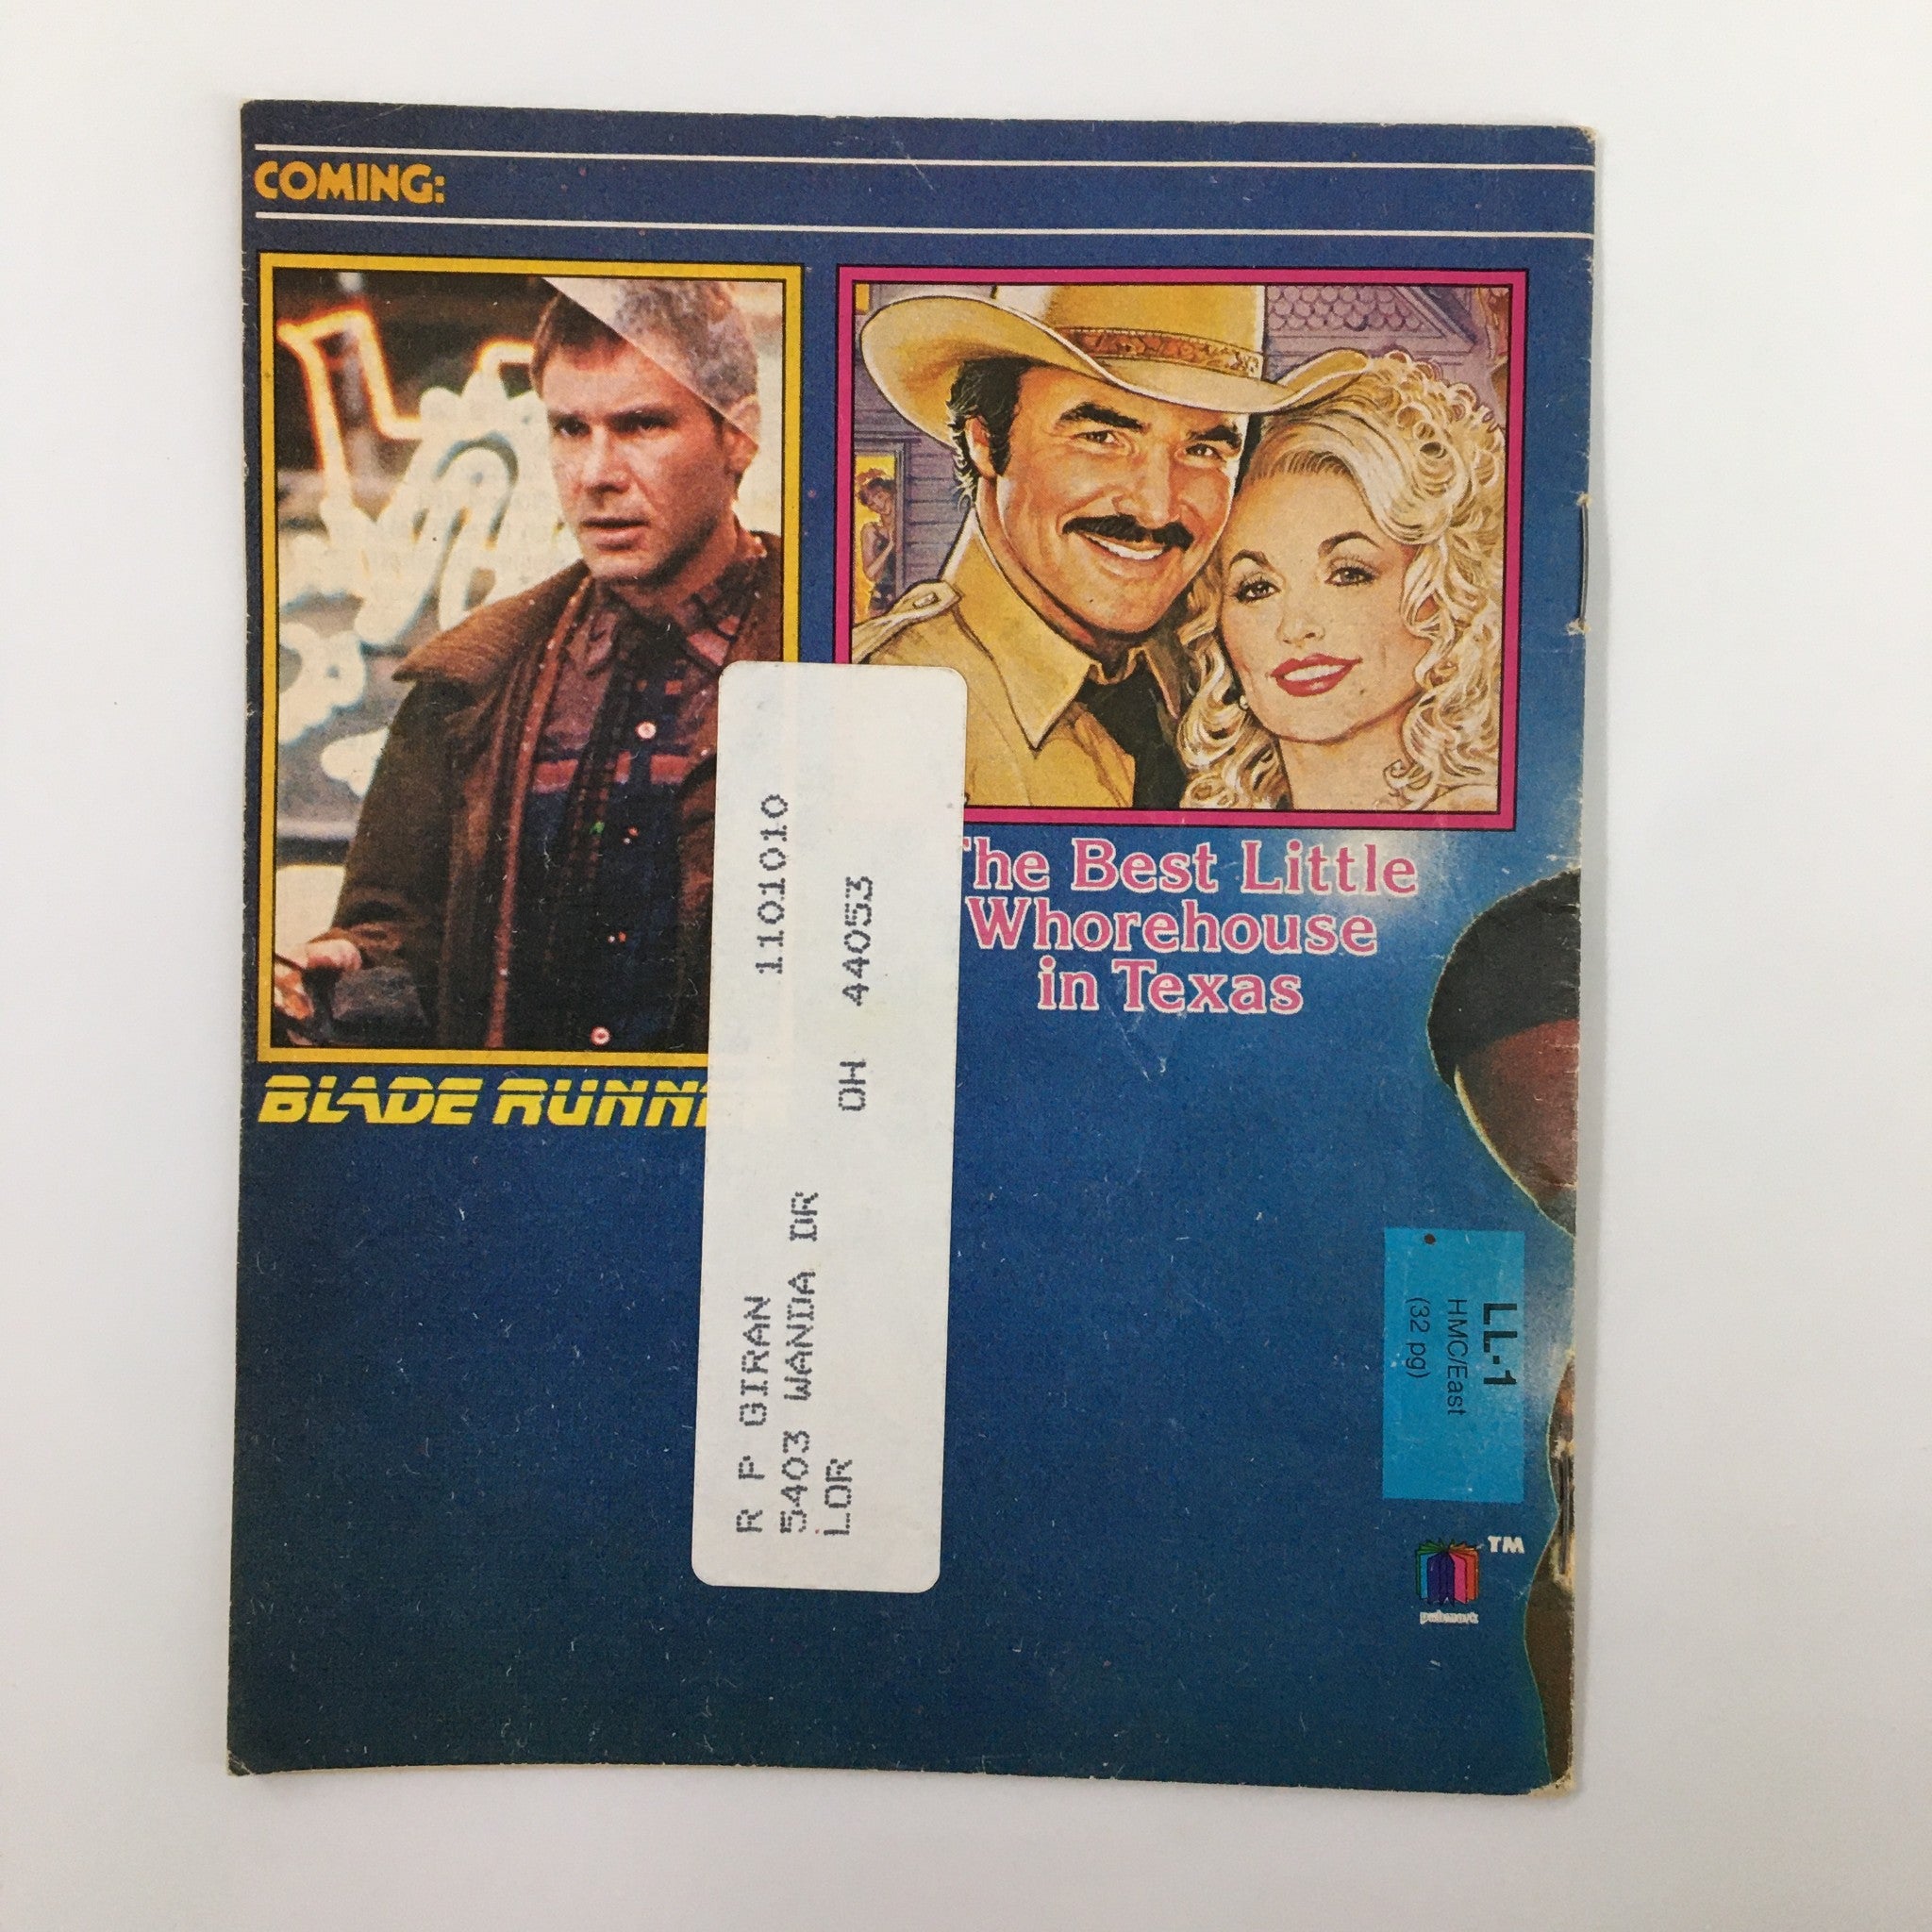 COMING:
BLADE RUNN
The Best Little
Whorehouse
in Texas
1101010
R P GIRAN
5403 WANDA DR
LOR OH 44053
LL-1
HMC/East
(32 pg)
TM
pubmark